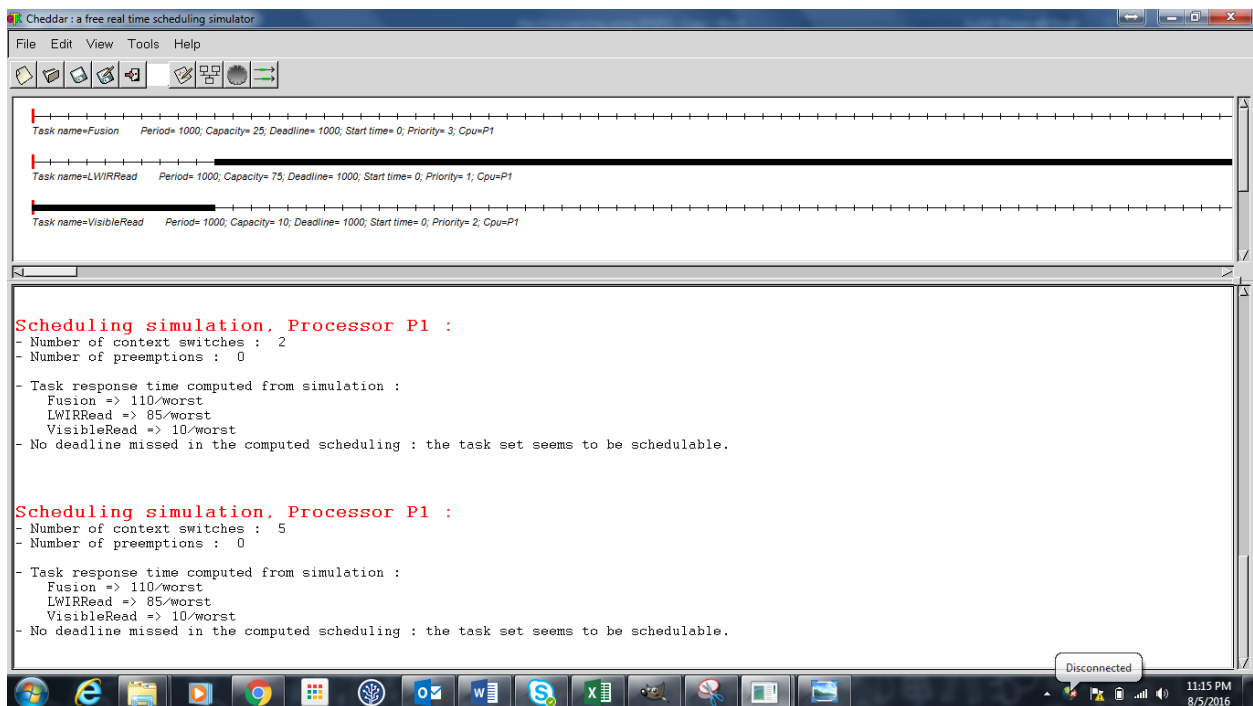 Cheddar : a free real time scheduling simulator
File Edit View Tools Help
Task name=Fusion Period= 1000; Capacity= 25; Deadline= 1000; Start time= 0; Priority= 3; Cpu=P1
Task name=LWIRRead Period= 1000; Capacity= 75; Deadline= 1000; Start time= 0; Priority= 1; Cpu=P1
Task name=VisibleRead Period= 1000; Capacity= 10; Deadline= 1000; Start time= 0; Priority= 2; Cpu=P1
Scheduling simulation, Processor P1 :
- Number of context switches : 2
- Number of preemptions : 0
- Task response time computed from simulation :
Fusion => 110/worst
LWIRRead => 85/worst
VisibleRead => 10/worst
- No deadline missed in the computed scheduling : the task set seems to be schedulable.
Scheduling simulation, Processor P1 :
- Number of context switches : 5
- Number of preemptions : 0
- Task response time computed from simulation :
Fusion => 110/worst
LWIRRead => 85/worst
VisibleRead => 10/worst
- No deadline missed in the computed scheduling : the task set seems to be schedulable.
Disconnected
11:15 PM
8/5/2016